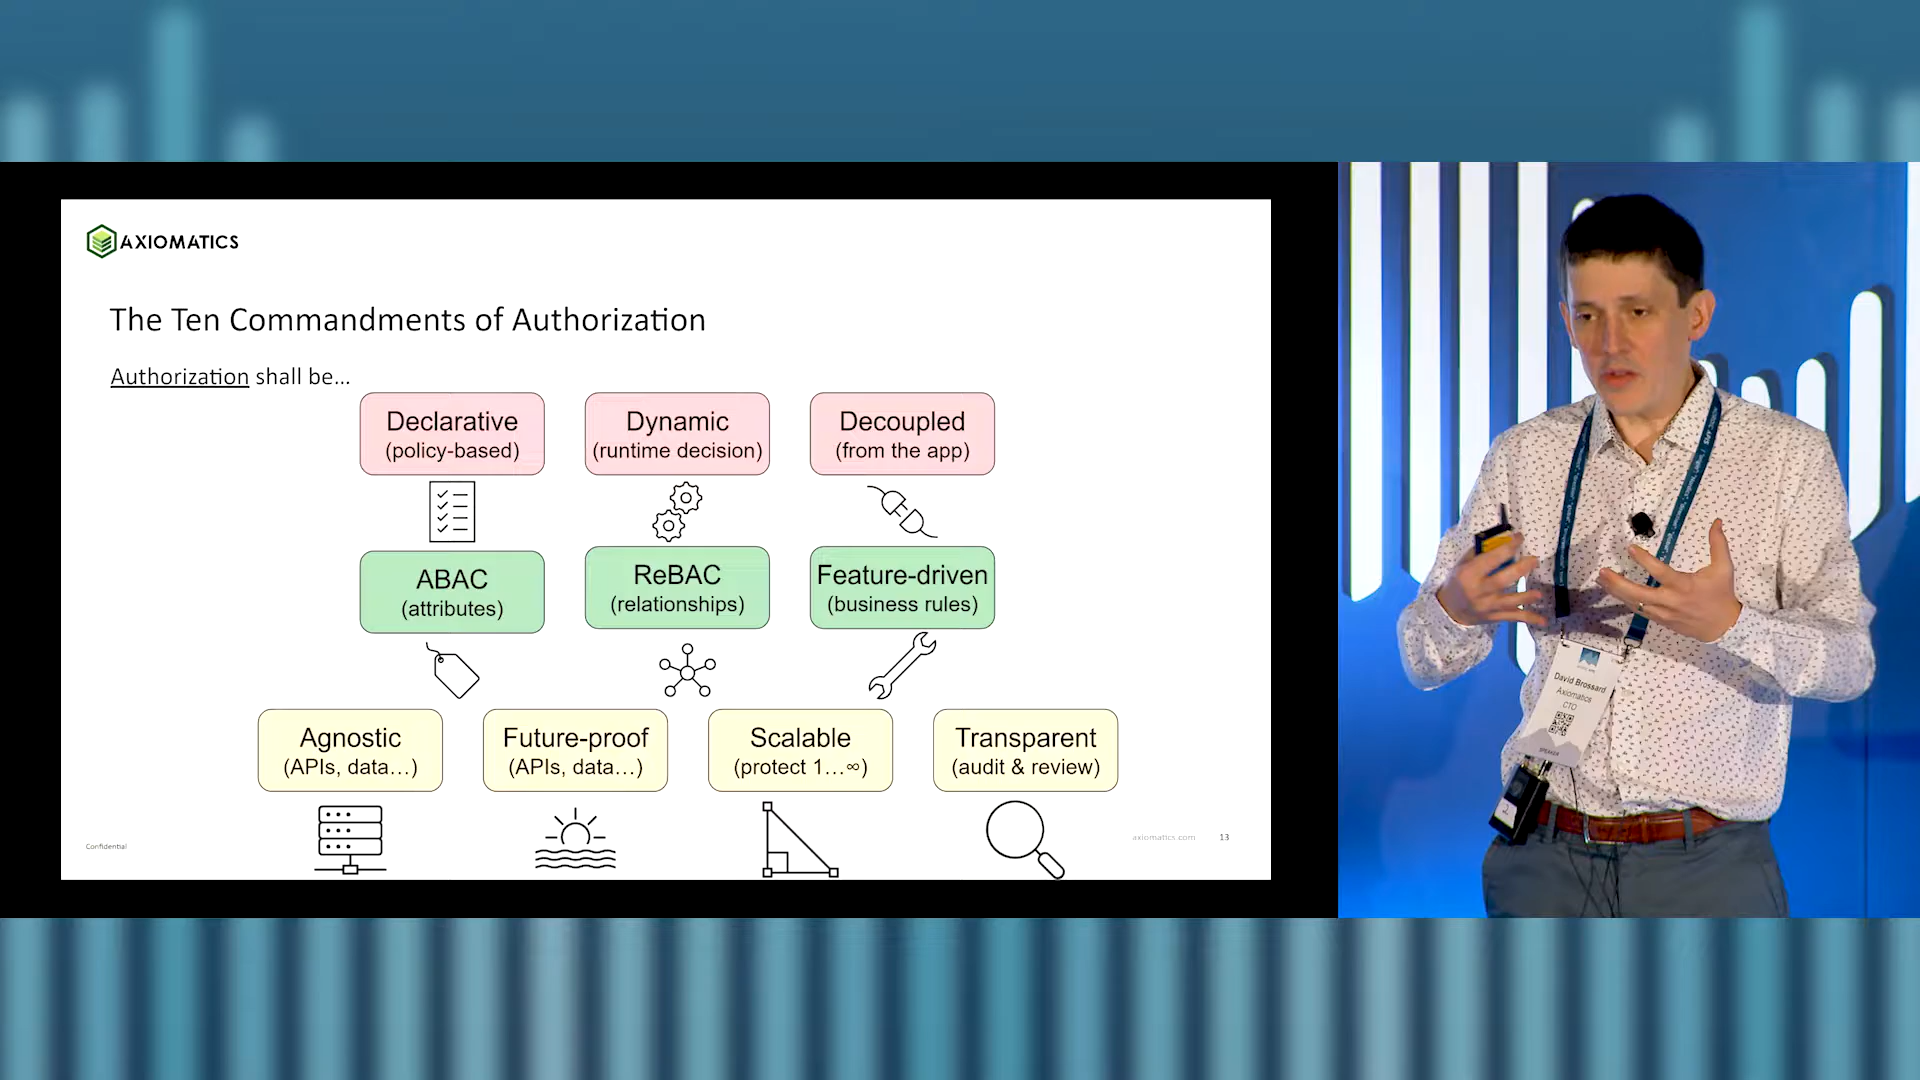 AXIOMATICS
The Ten Commandments of Authorization
Authorization shall be...
Declarative
(policy-based)
Dynamic
(runtime decision)
Decoupled
(from the app)
ABAC
(attributes)
ReBAC
(relationships)
Feature-driven
(business rules)
Agnostic
(APIs, data...)
Future-proof
(APIs, data...)
Scalable
(protect 1...∞)
Transparent
(audit & review)
Confidential
axiomatics.com
13
David Brossard
Axiomatics
CTO
SPEAKER